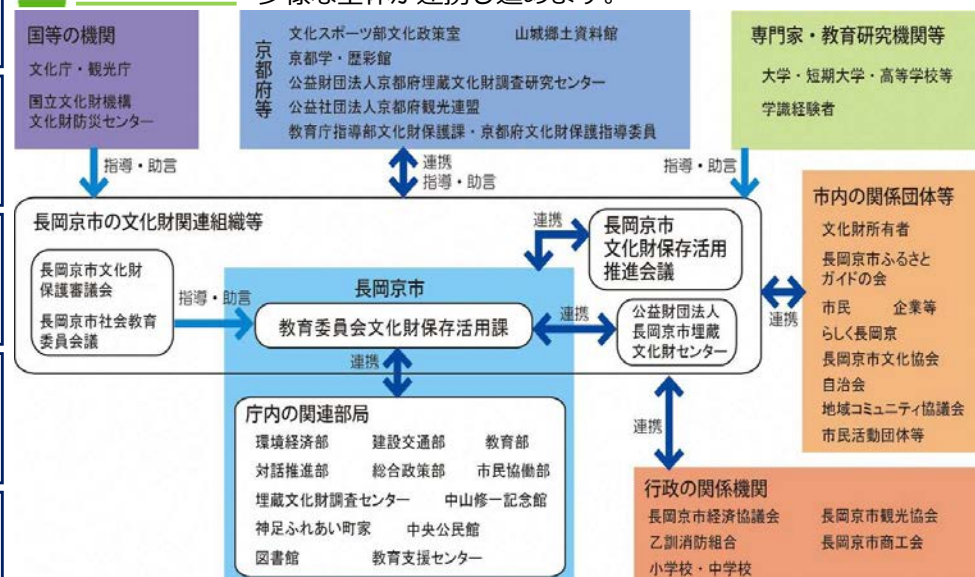 多様な主体が連携し進めます。
国等の機関
文化庁・観光庁
国立文化財機構
文化財防災センター
京都府等
文化スポーツ部文化政策室 山城郷土資料館
京都学・歴彩館
公益財団法人京都府埋蔵文化財調査研究センター
公益社団法人京都府観光連盟
教育庁指導部文化財保護課・京都府文化財保護指導委員
専門家・教育研究機関等
大学・短期大学・高等学校等
学識経験者
指導・助言
連携
指導・助言
指導・助言
長岡京市の文化財関連組織等
長岡京市文化財
保護審議会
長岡京市社会教育
委員会議
指導・助言
長岡京市
教育委員会文化財保存活用課
連携
長岡京市
文化財保存活用
推進会議
連携
公益財団法人
長岡京市埋蔵
文化財センター
連携
庁内の関連部局
環境経済部 建設交通部 教育部
対話推進部 総合政策部 市民協働部
埋蔵文化財調査センター 中山修一記念館
神足ふれあい町家 中央公民館
図書館 教育支援センター
連携
市内の関係団体等
文化財所有者
長岡京市ふるさと
ガイドの会
市民 企業等
らしく長岡京
長岡京市文化協会
自治会
地域コミュニティ協議会
市民活動団体等
連携
行政の関係機関
長岡京市経済協議会 長岡京市観光協会
乙訓消防組合 長岡京市商工会
小学校・中学校